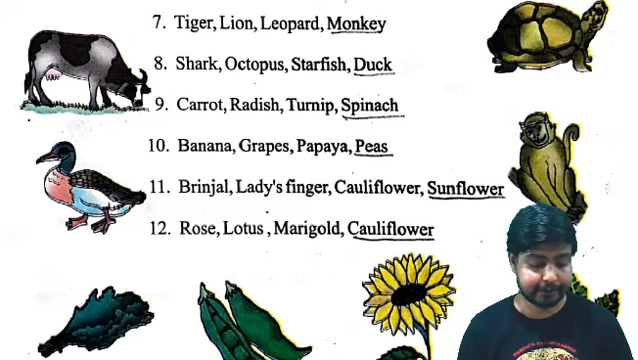 7. Tiger, Lion, Leopard, Monkey
8. Shark, Octopus, Starfish, Duck
9. Carrot, Radish, Turnip, Spinach
10. Banana, Grapes, Papaya, Peas
11. Brinjal, Lady's finger, Cauliflower, Sunflower
12. Rose, Lotus , Marigold, Cauliflower